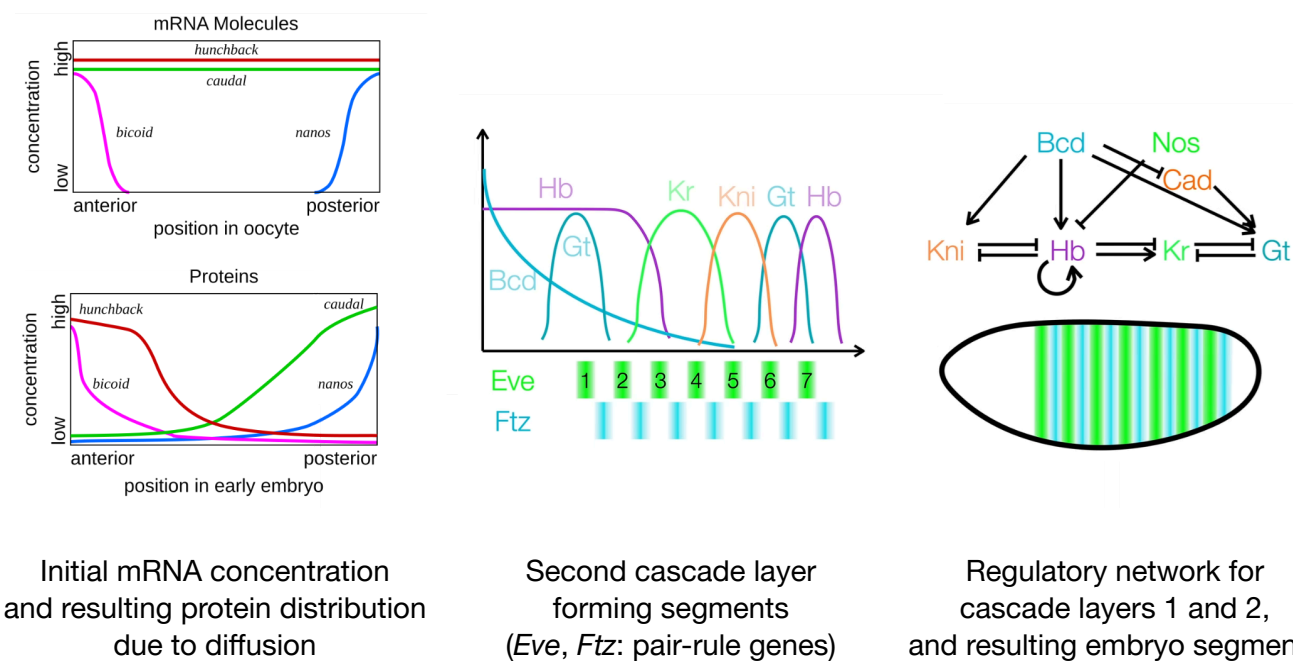 mRNA Molecules
concentration
high
low
hunchback
caudal
bicoid
nanos
anterior
posterior
position in oocyte
Proteins
concentration
high
low
hunchback
caudal
bicoid
nanos
anterior
posterior
position in early embryo
Hb
Kr
Kni
Gt
Hb
Gt
Bcd
Eve
1 2 3 4 5 6 7
Ftz
Bcd
Nos
Cad
Kni
Hb
Kr
Gt
Initial mRNA concentration
and resulting protein distribution
due to diffusion
Second cascade layer
forming segments
(Eve, Ftz: pair-rule genes)
Regulatory network for
cascade layers 1 and 2,
and resulting embryo segmen